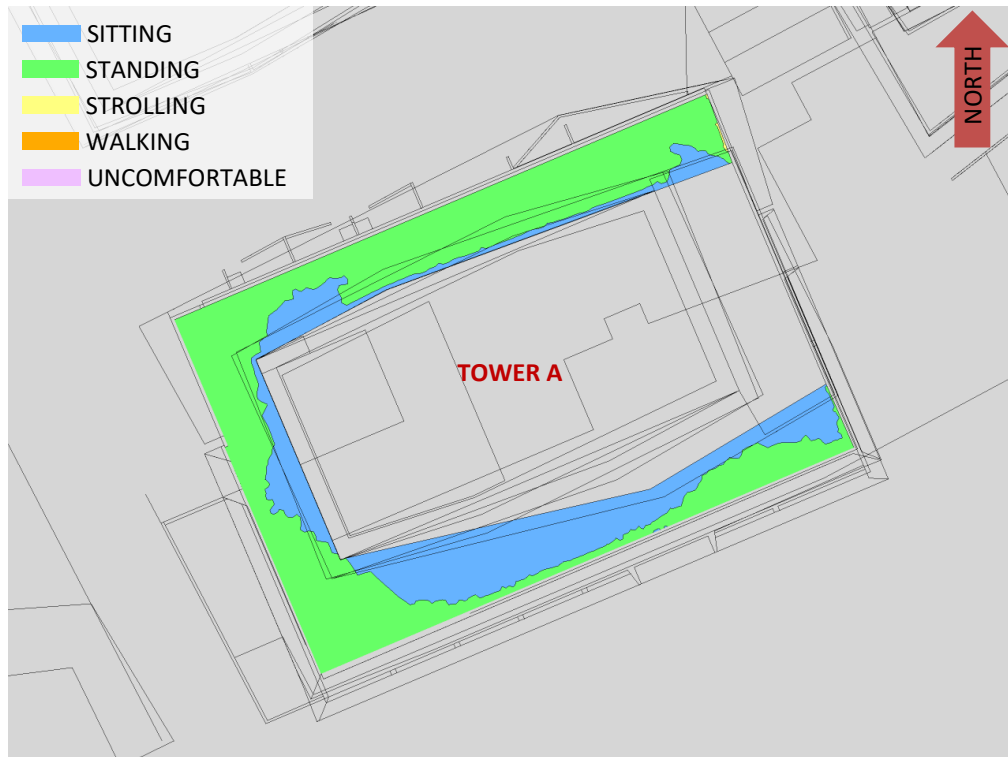 SITTING
STANDING
STROLLING
WALKING
UNCOMFORTABLE
NORTH
TOWER A